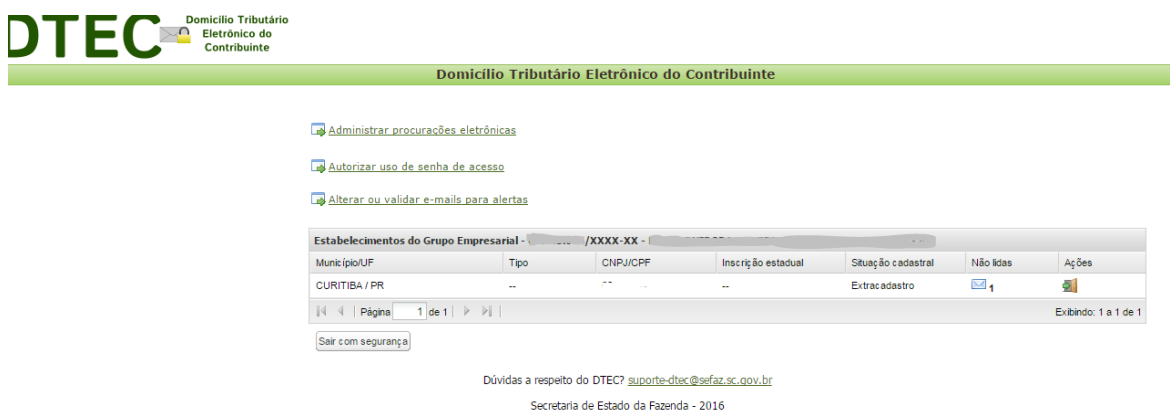 DTEC
Domicílio Tributário
Eletrônico do
Contribuinte
Domicílio Tributário Eletrônico do Contribuinte
Administrar procurações eletrônicas
Autorizar uso de senha de acesso
Alterar ou validar e-mails para alertas
Estabelecimentos do Grupo Empresarial - /XXXX-XX -
Município/UF Tipo CNPJ/CPF Inscrição estadual Situação cadastral Não lidas Ações
CURITIBA / PR -- -- Extracadastro 1
Página 1 de 1 Exibindo: 1 a 1 de 1
Sair com segurança
Dúvidas a respeito do DTEC? suporte-dtec@sefaz.sc.gov.br
Secretaria de Estado da Fazenda - 2016